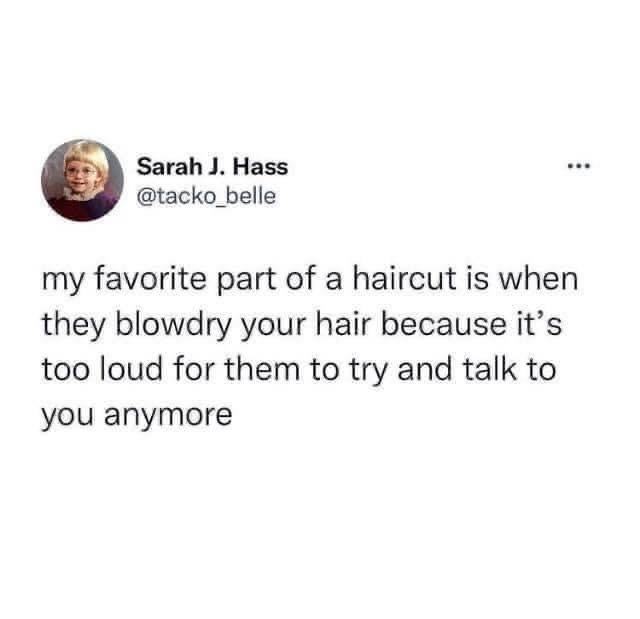 Sarah J. Hass
@tacko_belle
my favorite part of a haircut is when
they blowdry your hair because it’s
too loud for them to try and talk to
you anymore